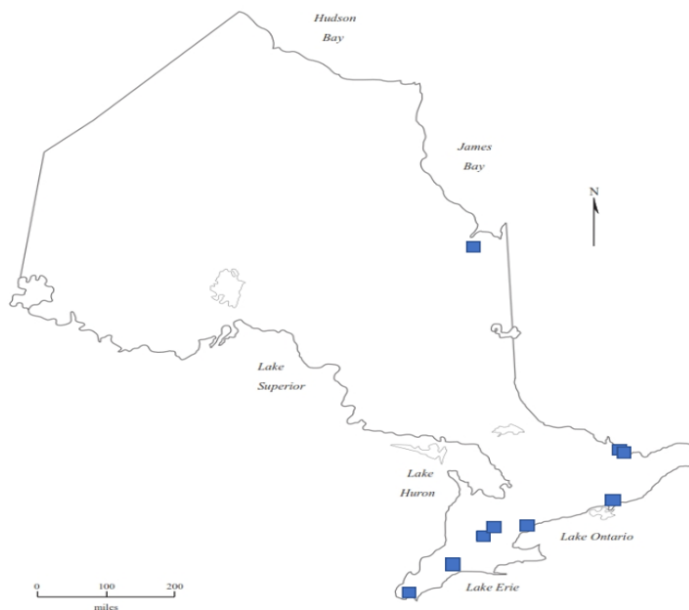 Hudson
Bay
James
Bay
N
Lake
Superior
Lake
Huron
Lake Ontario
Lake Erie
0 100 200
miles